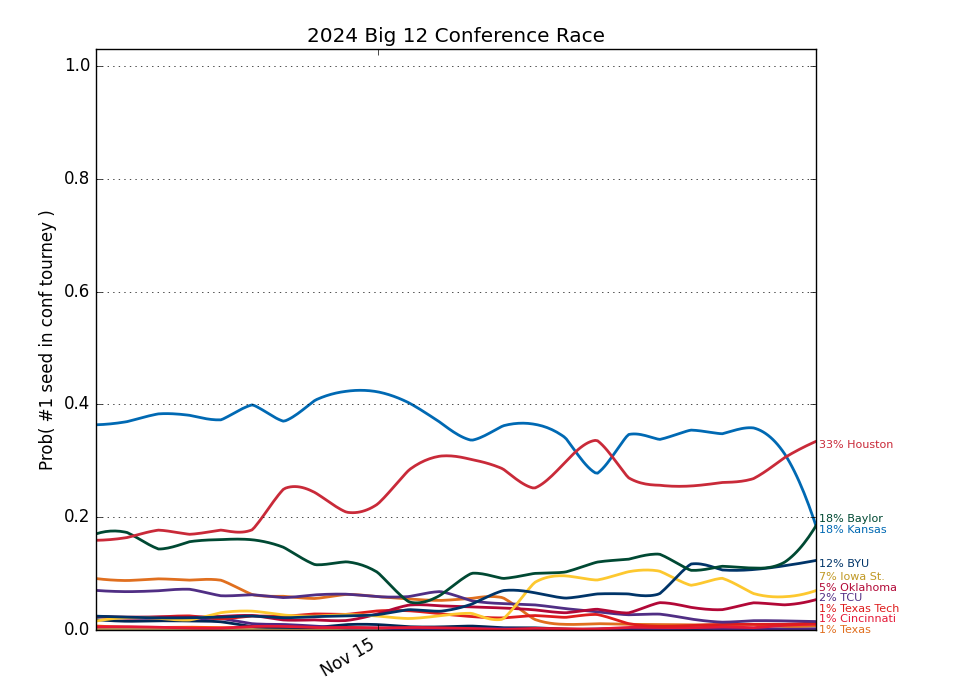 2024 Big 12 Conference Race
Prob( #1 seed in conf tourney )
1.0
0.8
0.6
0.4
0.2
0.0
Nov 15
33% Houston
18% Baylor
18% Kansas
12% BYU
7% Iowa St.
5% Oklahoma
2% TCU
1% Texas Tech
1% Cincinnati
1% Texas